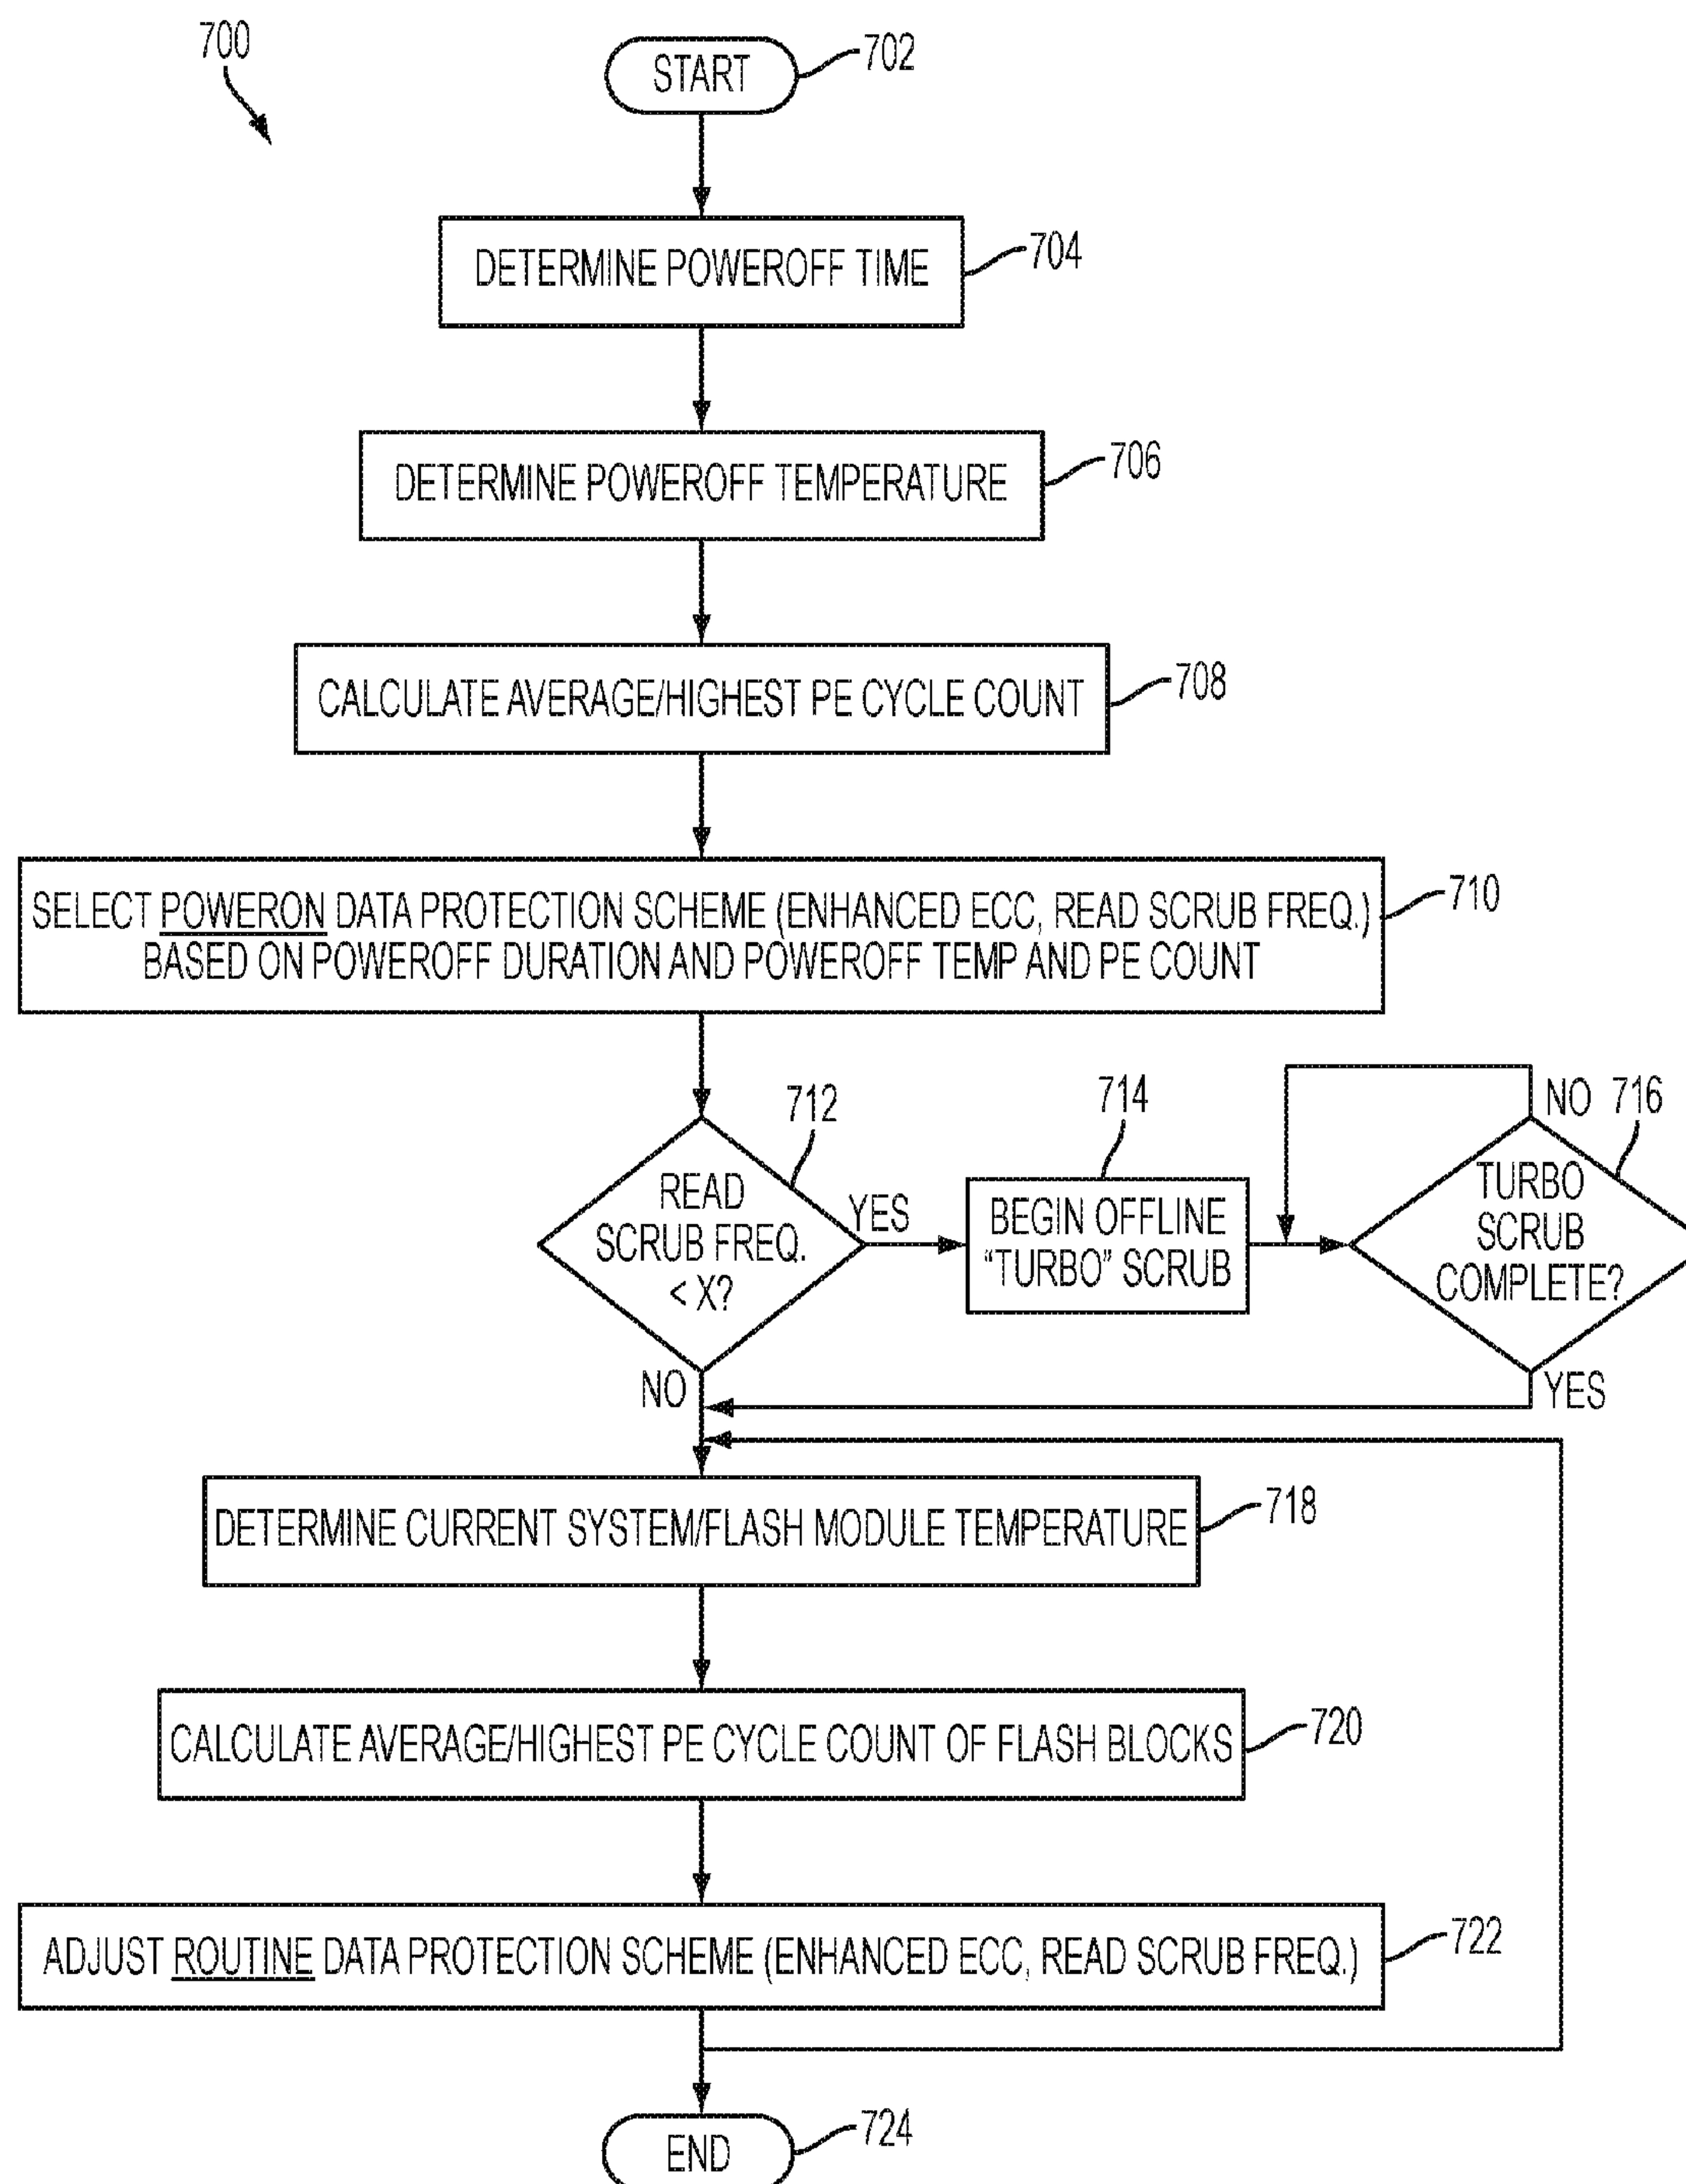 700
START
702
DETERMINE POWEROFF TIME
704
DETERMINE POWEROFF TEMPERATURE
706
CALCULATE AVERAGE/HIGHEST PE CYCLE COUNT
708
SELECT POWERON DATA PROTECTION SCHEME (ENHANCED ECC, READ SCRUB FREQ.)
BASED ON POWEROFF DURATION AND POWEROFF TEMP AND PE COUNT
710
READ
SCRUB FREQ.
< X?
712
YES
NO
BEGIN OFFLINE
“TURBO” SCRUB
714
TURBO
SCRUB
COMPLETE?
716
NO
YES
DETERMINE CURRENT SYSTEM/FLASH MODULE TEMPERATURE
718
CALCULATE AVERAGE/HIGHEST PE CYCLE COUNT OF FLASH BLOCKS
720
ADJUST ROUTINE DATA PROTECTION SCHEME (ENHANCED ECC, READ SCRUB FREQ.)
722
END
724